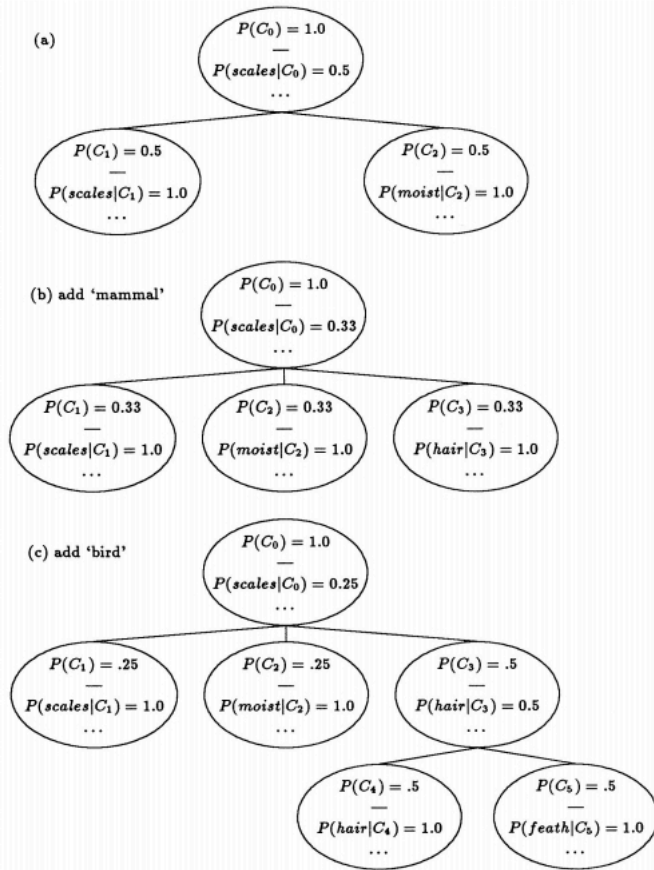 (a)
P(C₀) = 1.0
—
P(scales|C₀) = 0.5
...
P(C₁) = 0.5
—
P(scales|C₁) = 1.0
...
P(C₂) = 0.5
—
P(moist|C₂) = 1.0
...
(b) add ‘mammal’
P(C₀) = 1.0
—
P(scales|C₀) = 0.33
...
P(C₁) = 0.33
—
P(scales|C₁) = 1.0
...
P(C₂) = 0.33
—
P(moist|C₂) = 1.0
...
P(C₃) = 0.33
—
P(hair|C₃) = 1.0
...
(c) add ‘bird’
P(C₀) = 1.0
—
P(scales|C₀) = 0.25
...
P(C₁) = .25
—
P(scales|C₁) = 1.0
...
P(C₂) = .25
—
P(moist|C₂) = 1.0
...
P(C₃) = .5
—
P(hair|C₃) = 0.5
...
P(C₄) = .5
—
P(hair|C₄) = 1.0
...
P(C₅) = .5
—
P(feath|C₅) = 1.0
...